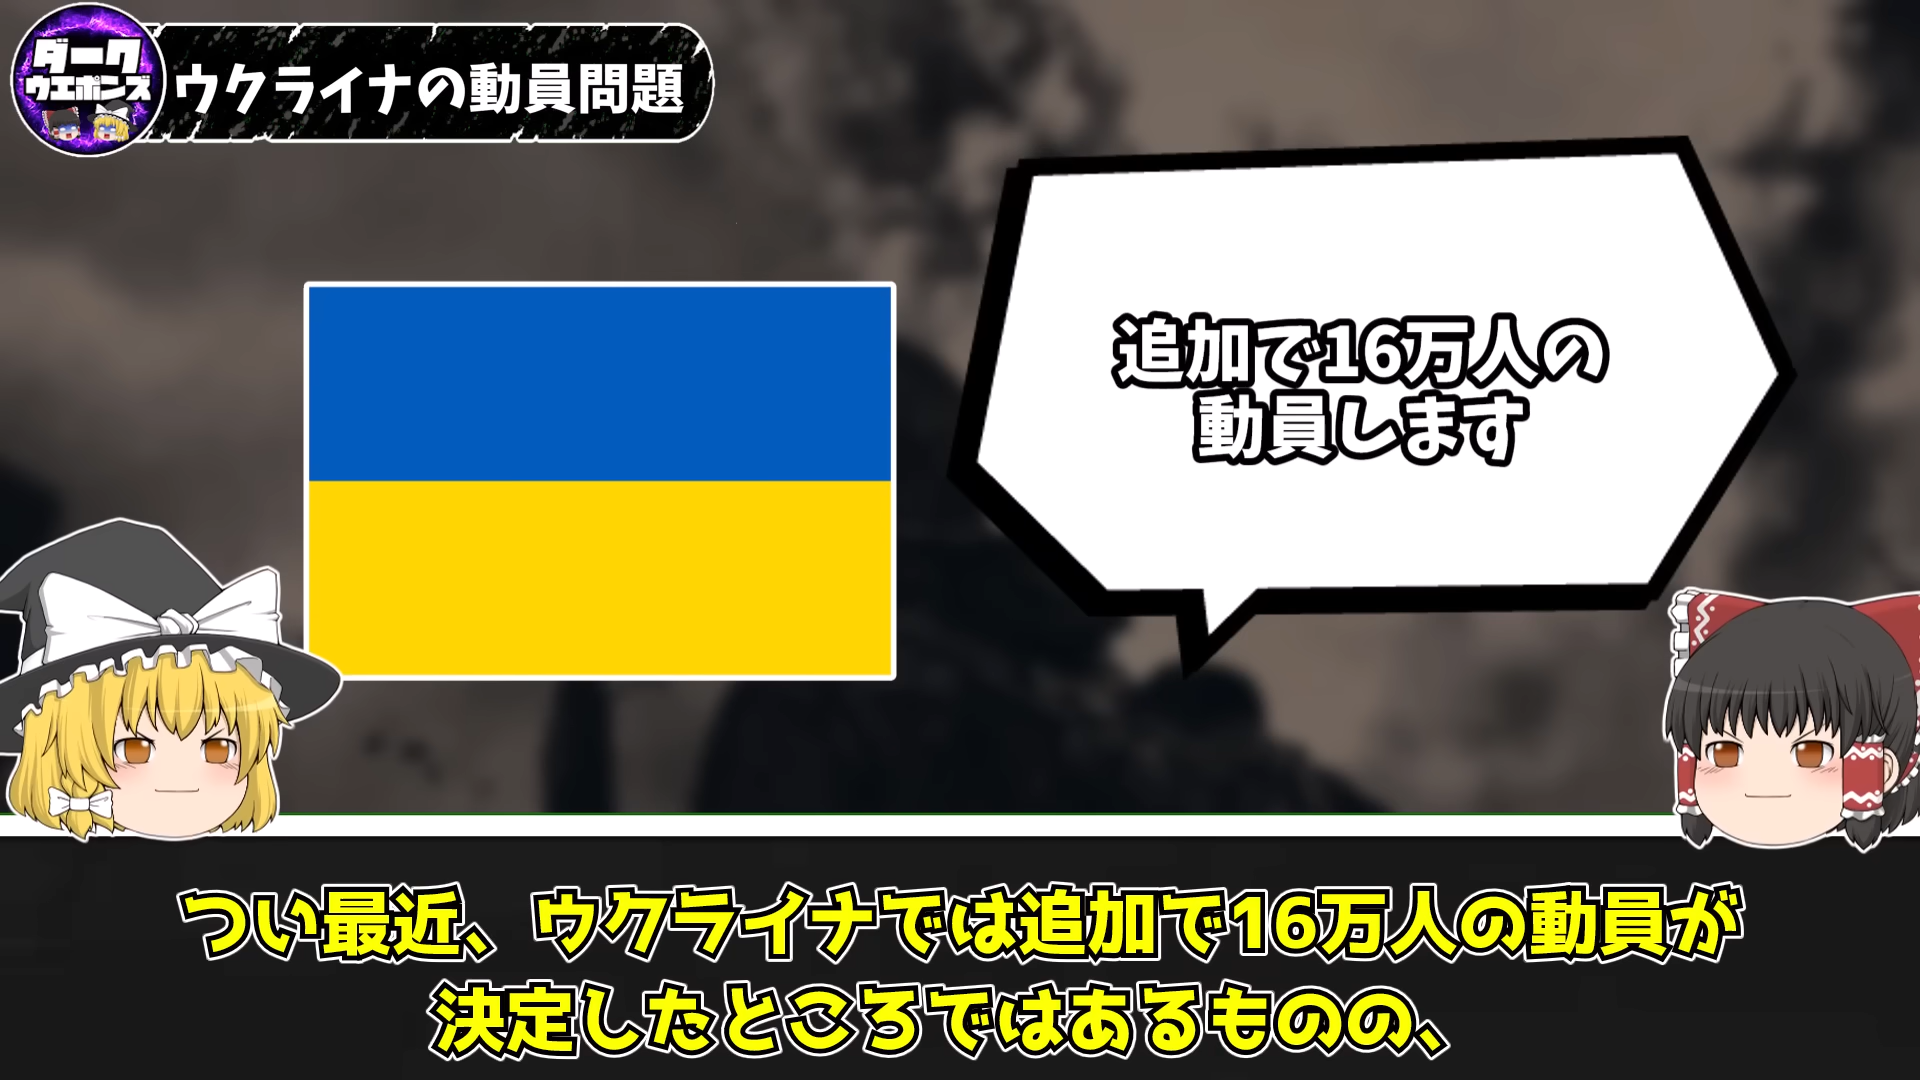 ダーク
ウエポンズ
ウクライナの動員問題
追加で16万人の
動員します
つい最近、ウクライナでは追加で16万人の動員が
決定したところではあるものの、